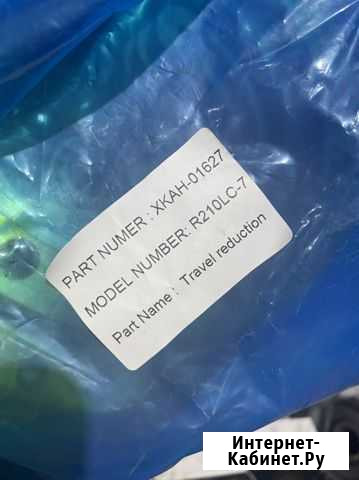 PART NUMER : XKAH-01627
MODEL NUMBER: R210LC-7
Part Name : Travel reduction
Интернет-
Кабинет.Ру